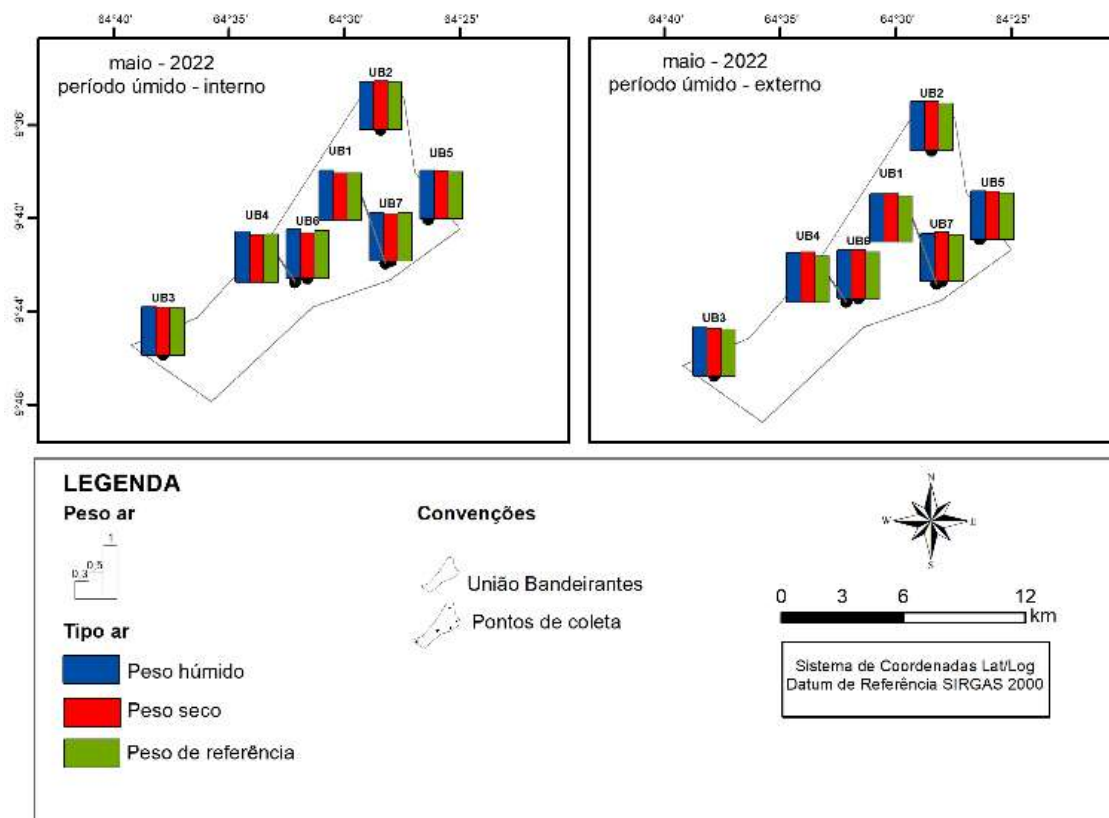 64°40' 64°35' 64°30' 64°25' 64°40' 64°30' 64°25'
maio - 2022
período úmido - interno
UB2
UB1
UB5
UB4
UB6
UB7
UB3
9°36'
9°40'
9°44'
9°48'
maio - 2022
período úmido - externo
UB2
UB1
UB5
UB4
UB6
UB7
UB3
LEGENDA
Peso ar
1
0.5
0.3
Tipo ar
Peso húmido
Peso seco
Peso de referência
Convenções
União Bandeirantes
Pontos de coleta
N
W E
S
0 3 6 12
km
Sistema de Coordenadas Lat/Log
Datum de Referência SIRGAS 2000